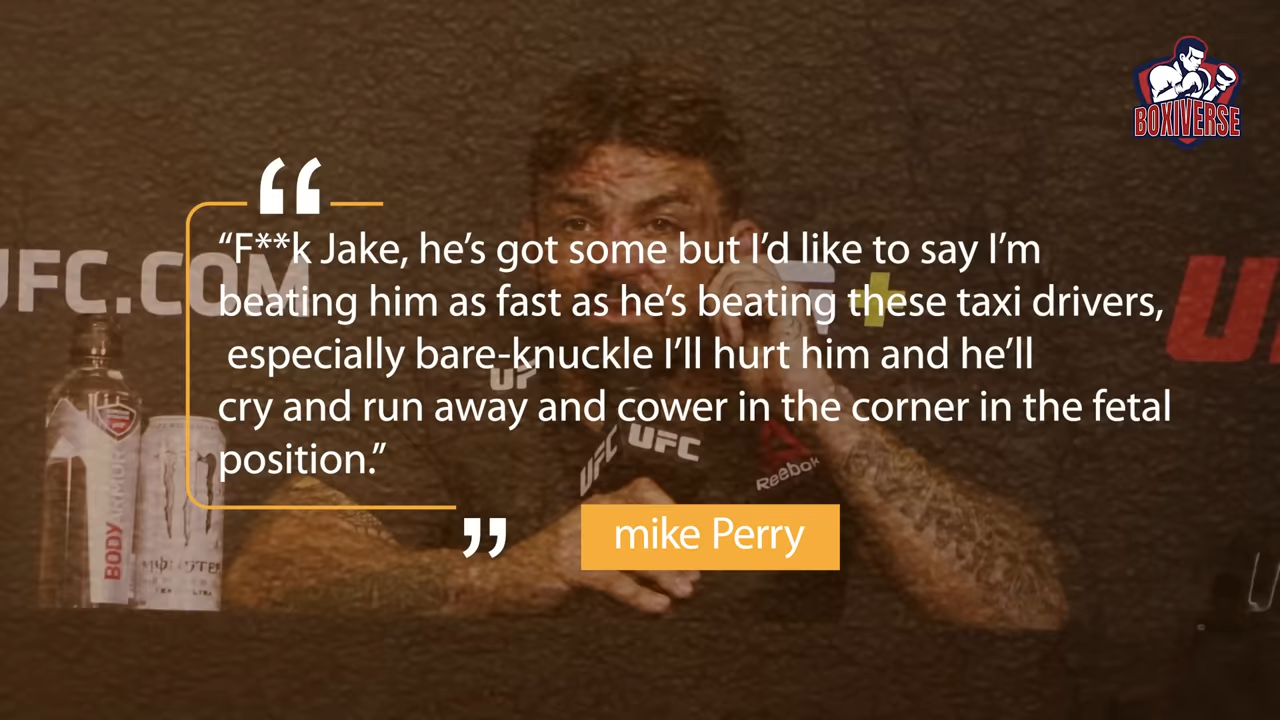 BOXIVERSE
“
“F**k Jake, he’s got some but I’d like to say I’m
beating him as fast as he’s beating these taxi drivers,
especially bare-knuckle I’ll hurt him and he’ll
cry and run away and cower in the corner in the fetal
position.”
”
mike Perry
UFC.COM
UFC
UFC
Reebok
BODY
ARMOR
MONSTER